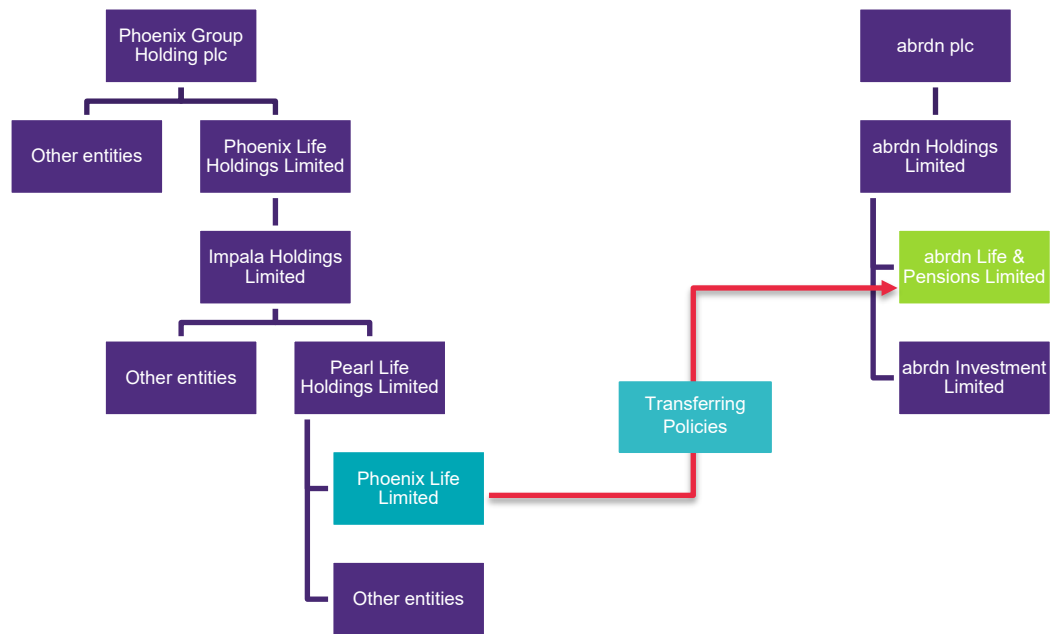 Phoenix Group
Holding plc
abrdn plc
Other entities
Phoenix Life
Holdings Limited
abrdn Holdings
Limited
Impala Holdings
Limited
abrdn Life &
Pensions Limited
Other entities
Pearl Life
Holdings Limited
abrdn Investment
Limited
Transferring
Policies
Phoenix Life
Limited
Other entities